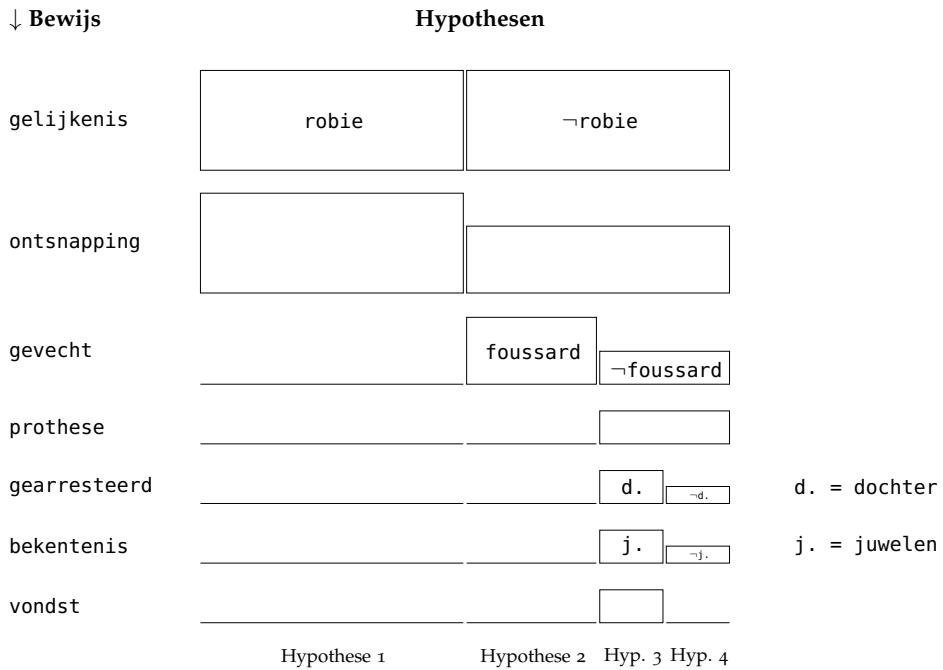 ↓ Bewijs Hypothesen
gelijkenis robie ¬robie
ontsnapping
gevecht foussard ¬foussard
prothese
gearresteerd d. ¬d. d. = dochter
bekentenis j. ¬j. j. = juwelen
vondst
Hypothese 1 Hypothese 2 Hyp. 3 Hyp. 4